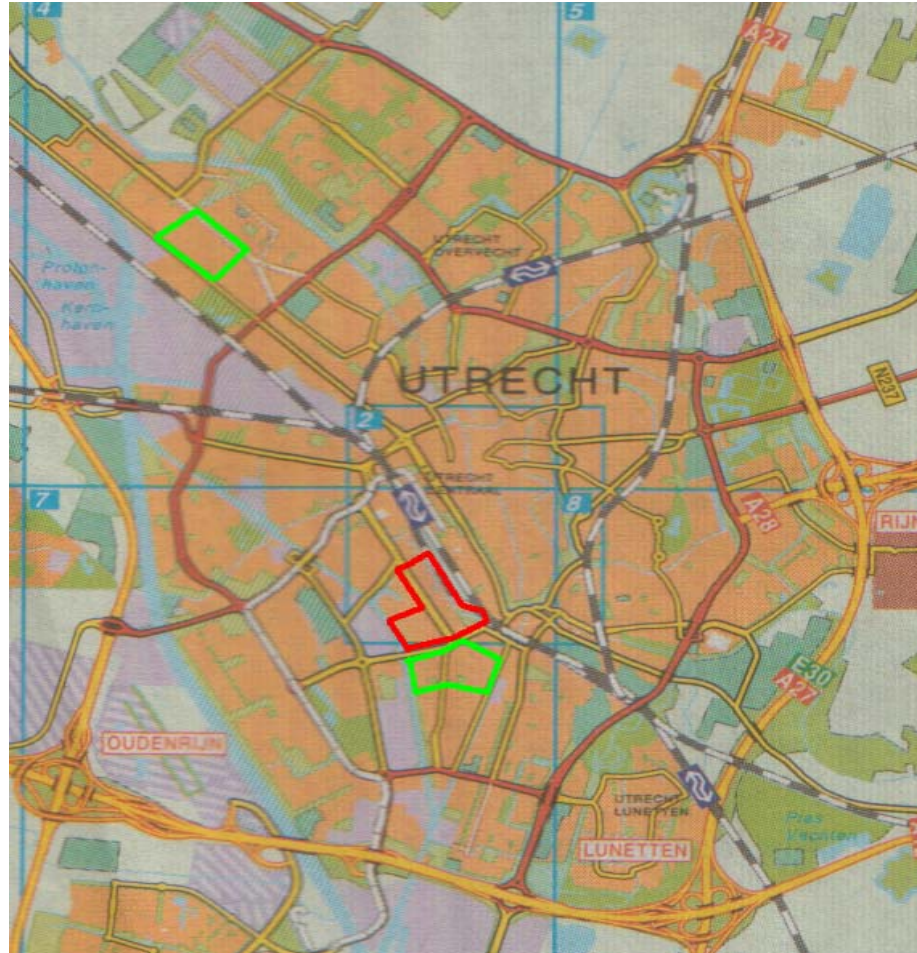 4
5
A27
UTRECHT
OVERVECHT
Proton-
haven
Kern-
haven
UTRECHT
N237
2
UTRECHT
CENTRAAL
7
8
A28
RIJN
E30
A27
OUDENRIJN
UTRECHT
LUNETTEN
Plas
Vechten
LUNETTEN